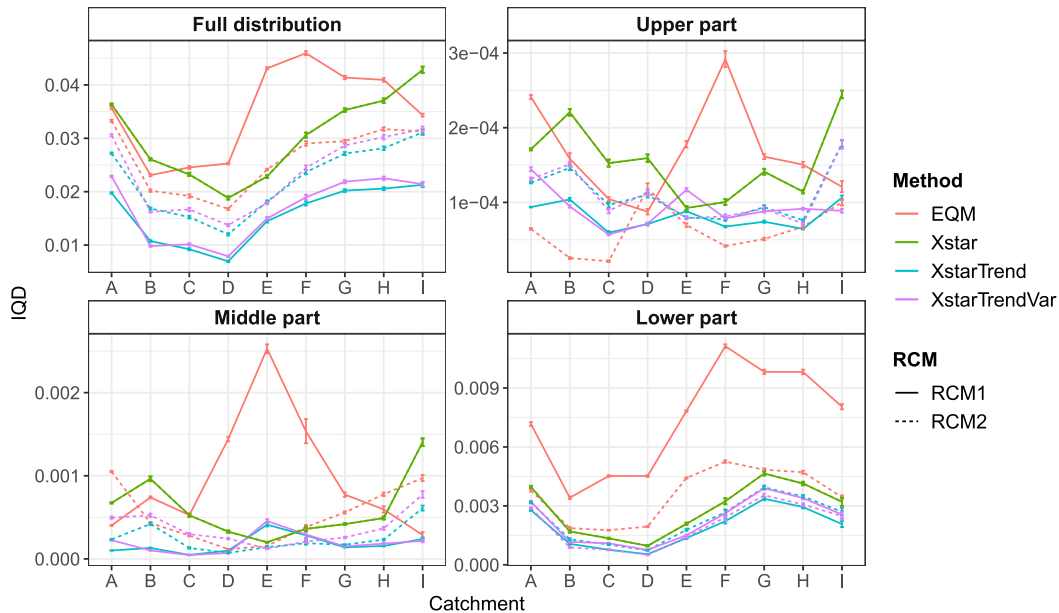 Full distribution
Upper part
0.04
0.03
0.02
0.01
3e−04
2e−04
1e−04
A B C D E F G H I
A B C D E F G H I
IQD
Middle part
Lower part
0.002
0.001
0.000
0.009
0.006
0.003
0.000
A B C D E F G H I
A B C D E F G H I
Catchment
Method
EQM
Xstar
XstarTrend
XstarTrendVar
RCM
RCM1
RCM2